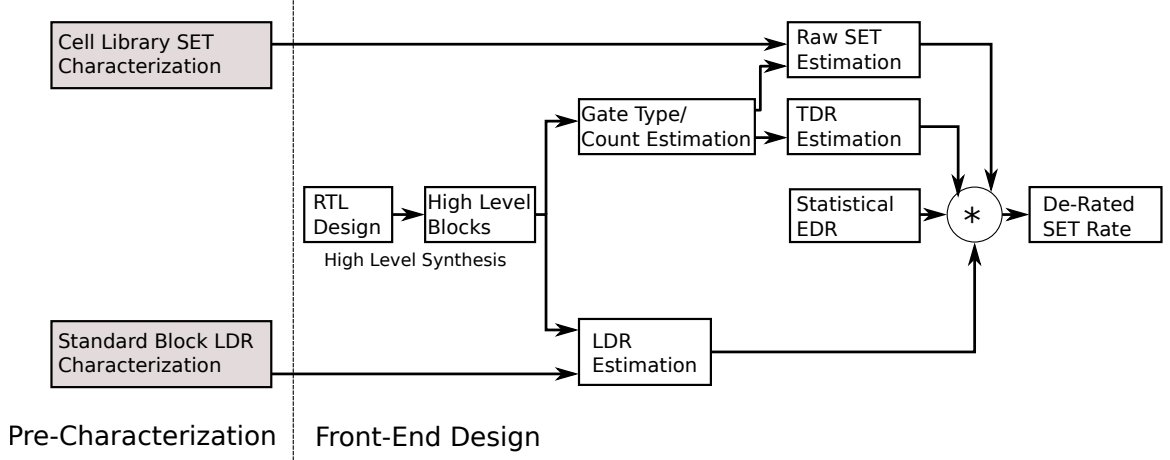 Cell Library SET
Characterization
Raw SET
Estimation
Gate Type/
Count Estimation
TDR
Estimation
RTL
Design
High Level
Blocks
High Level Synthesis
Statistical
EDR
*
De-Rated
SET Rate
Standard Block LDR
Characterization
LDR
Estimation
Pre-Characterization
Front-End Design